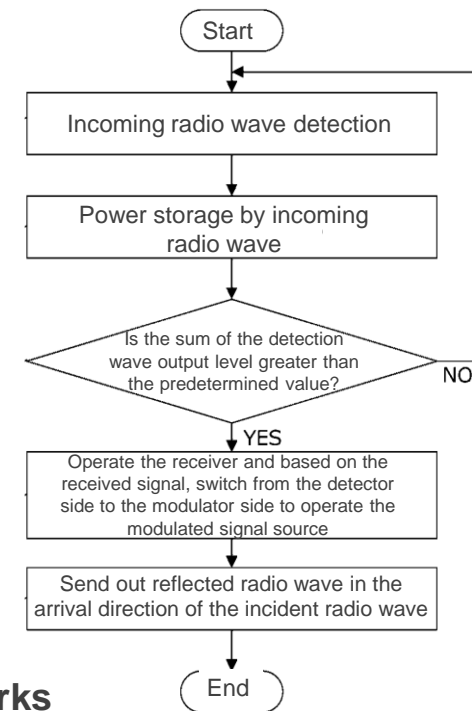 Start
Incoming radio wave detection
Power storage by incoming
radio wave
Is the sum of the detection
wave output level greater than
the predetermined value?
NO
YES
Operate the receiver and based on the
received signal, switch from the detector
side to the modulator side to operate the
modulated signal source
Send out reflected radio wave in the
arrival direction of the incident radio wave
End
rks